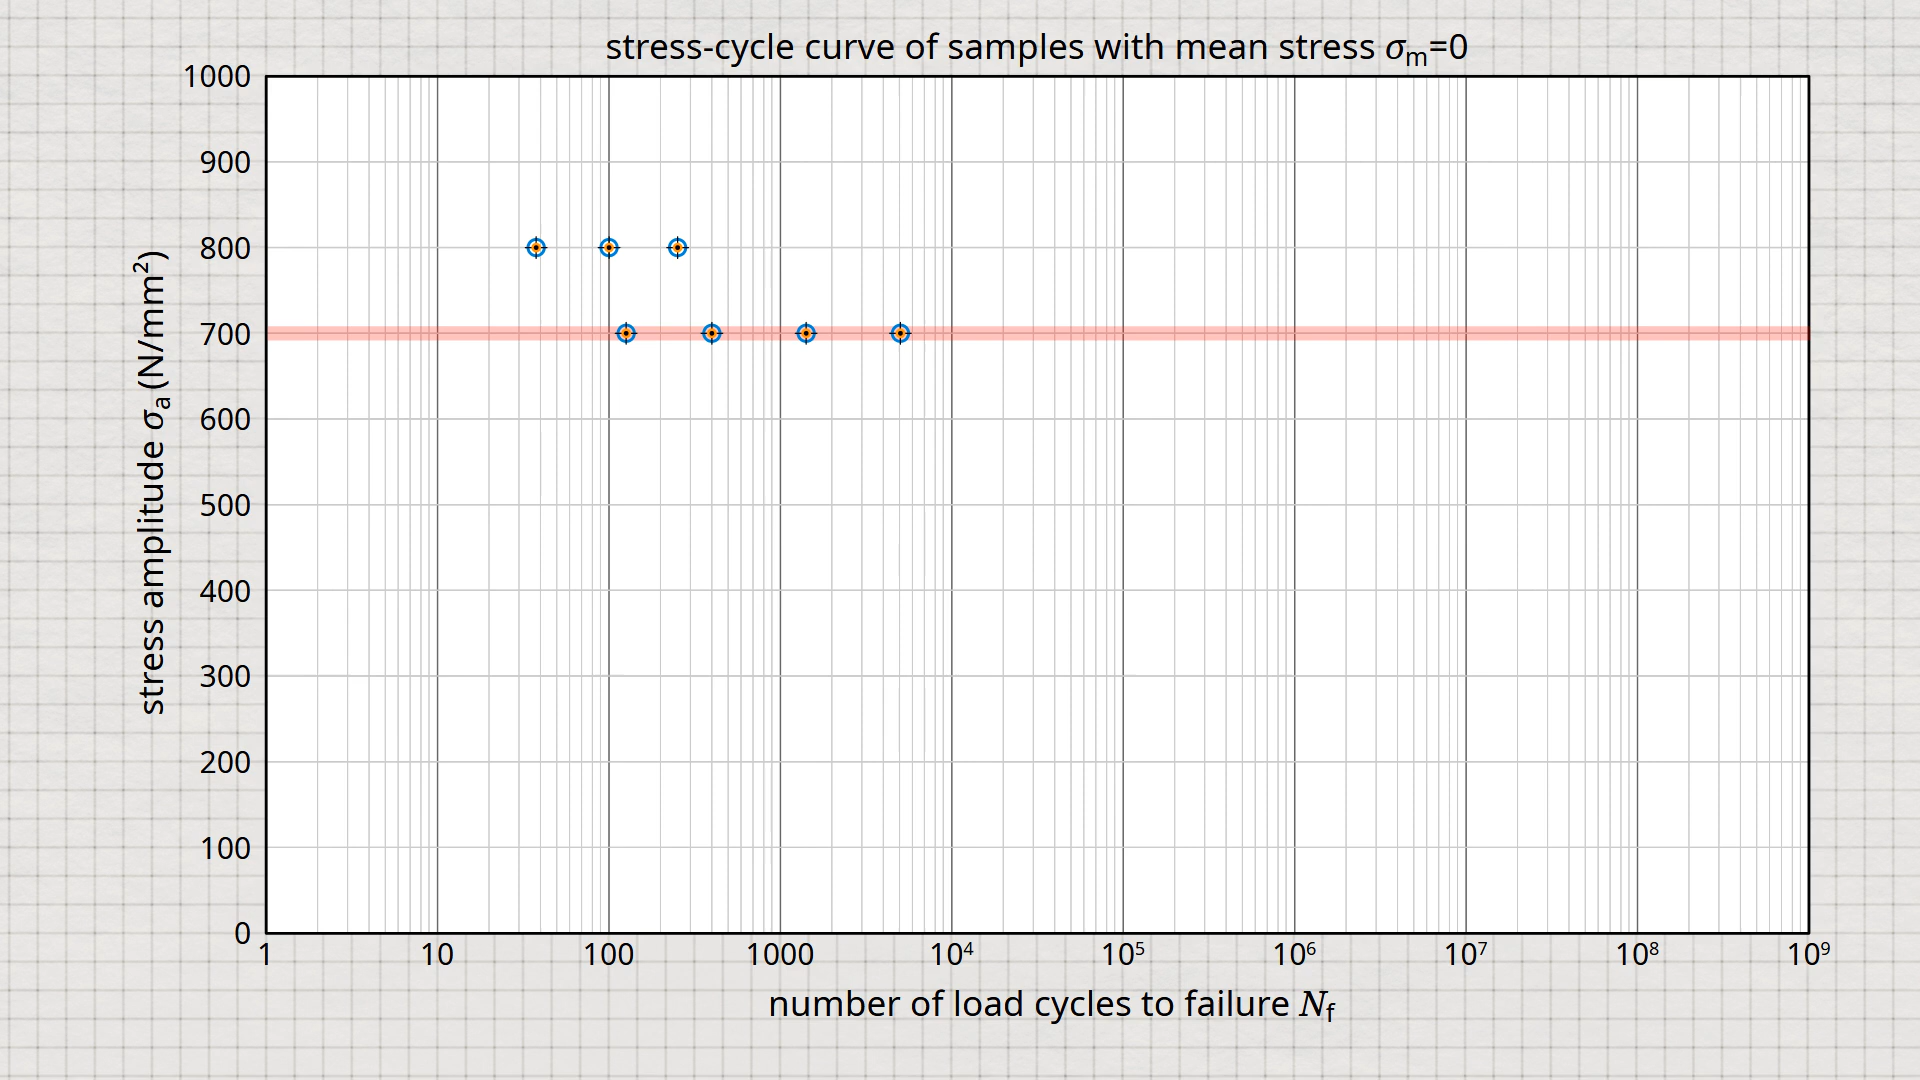 stress-cycle curve of samples with mean stress σm=0
1000
900
800
700
600
500
400
300
200
100
0
stress amplitude σa (N/mm²)
1 10 100 1000 10⁴ 10⁵ 10⁶ 10⁷ 10⁸ 10⁹
number of load cycles to failure Nf